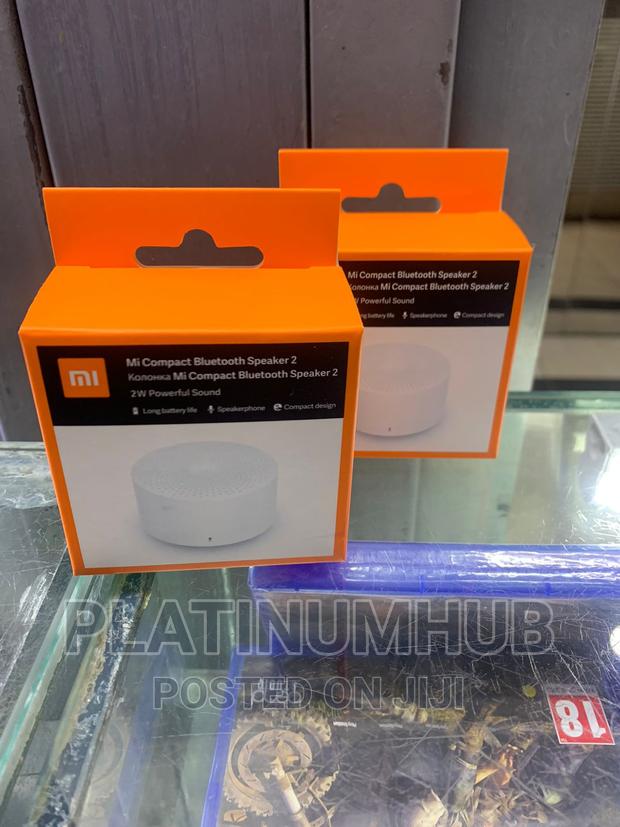 Mi Compact Bluetooth Speaker 2
Колонка Mi Compact Bluetooth Speaker 2
2W Powerful Sound
Long battery life Speakerphone Compact design
mi
Mi Compact Bluetooth Speaker 2
Колонка Mi Compact Bluetooth Speaker 2
Powerful Sound
battery life Speakerphone Compact design
PLATINUMHUB
POSTED ON JIJI
18